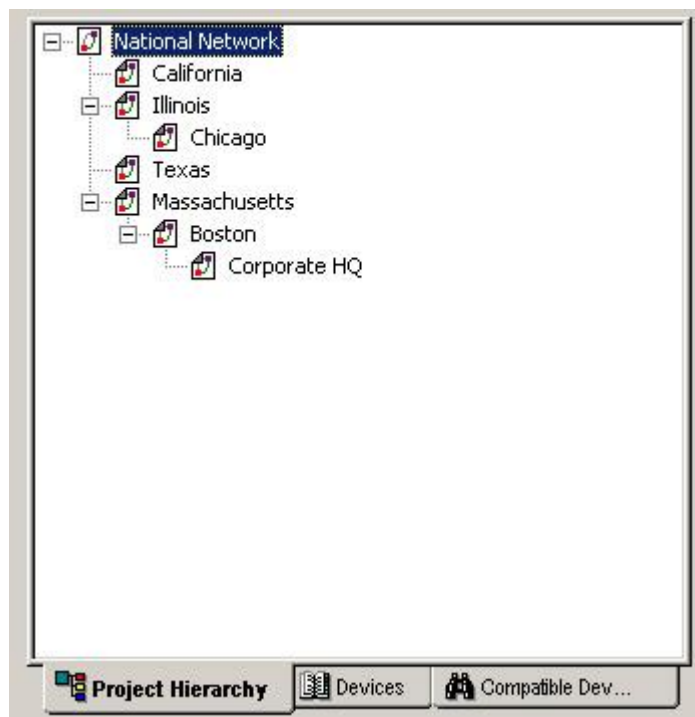 National Network
California
Illinois
Chicago
Texas
Massachusetts
Boston
Corporate HQ
Project Hierarchy Devices Compatible Dev...